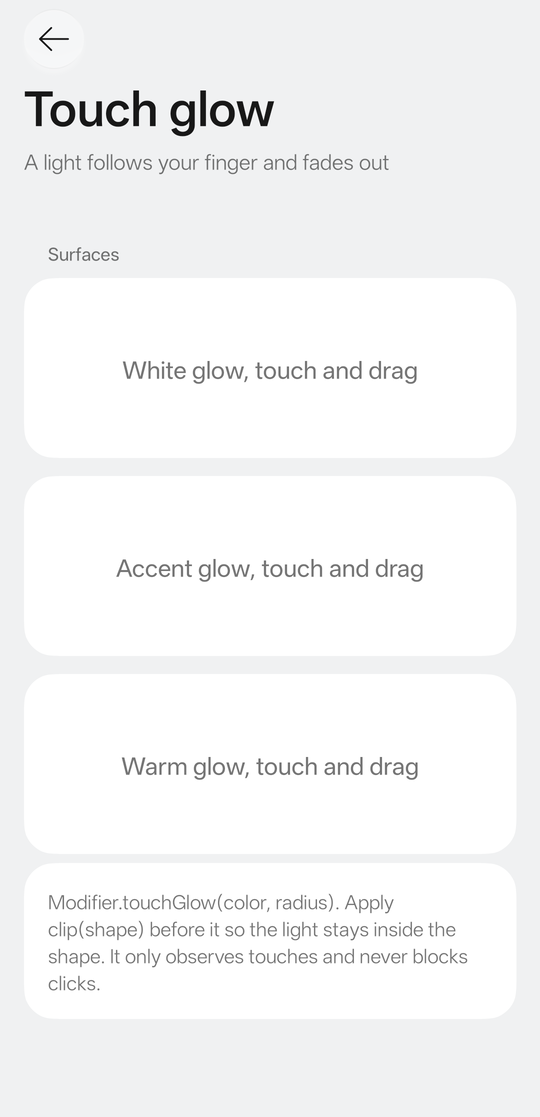 Touch glow
A light follows your finger and fades out
Surfaces
White glow, touch and drag
Accent glow, touch and drag
Warm glow, touch and drag
Modifier.touchGlow(color, radius). Apply
clip(shape) before it so the light stays inside the
shape. It only observes touches and never blocks
clicks.